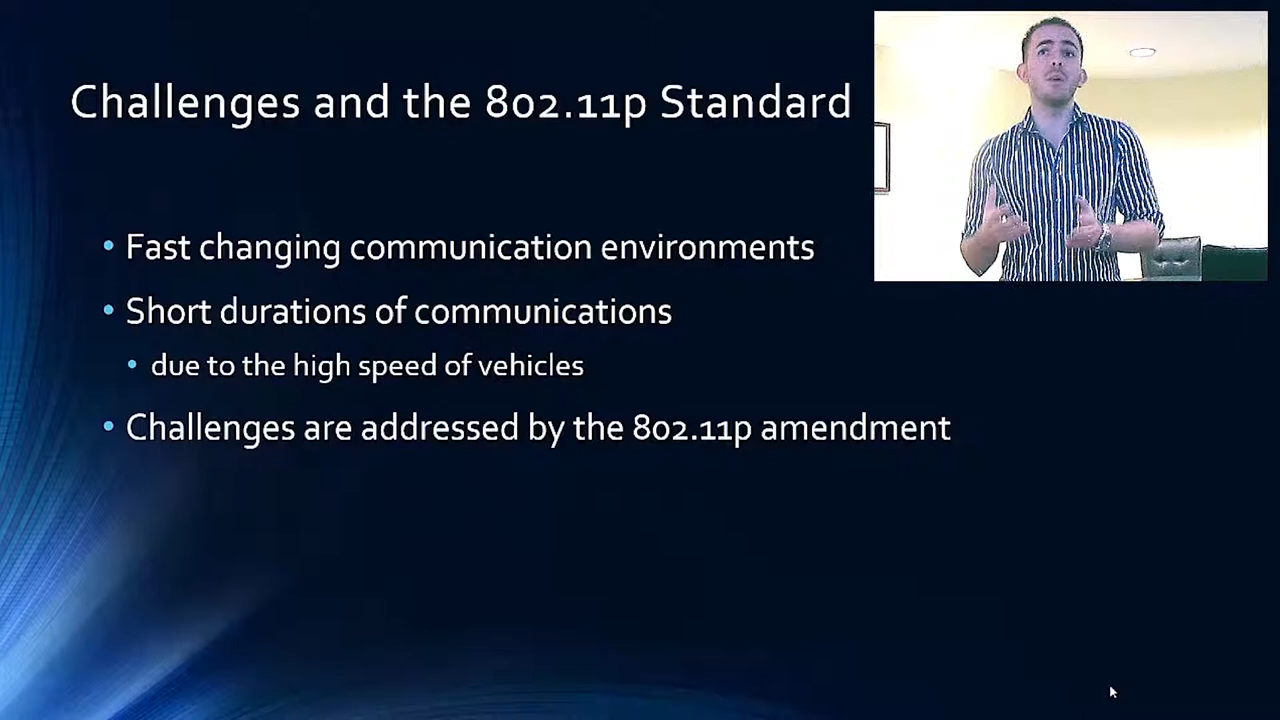 Challenges and the 802.11p Standard
• Fast changing communication environments
• Short durations of communications
• due to the high speed of vehicles
• Challenges are addressed by the 802.11p amendment